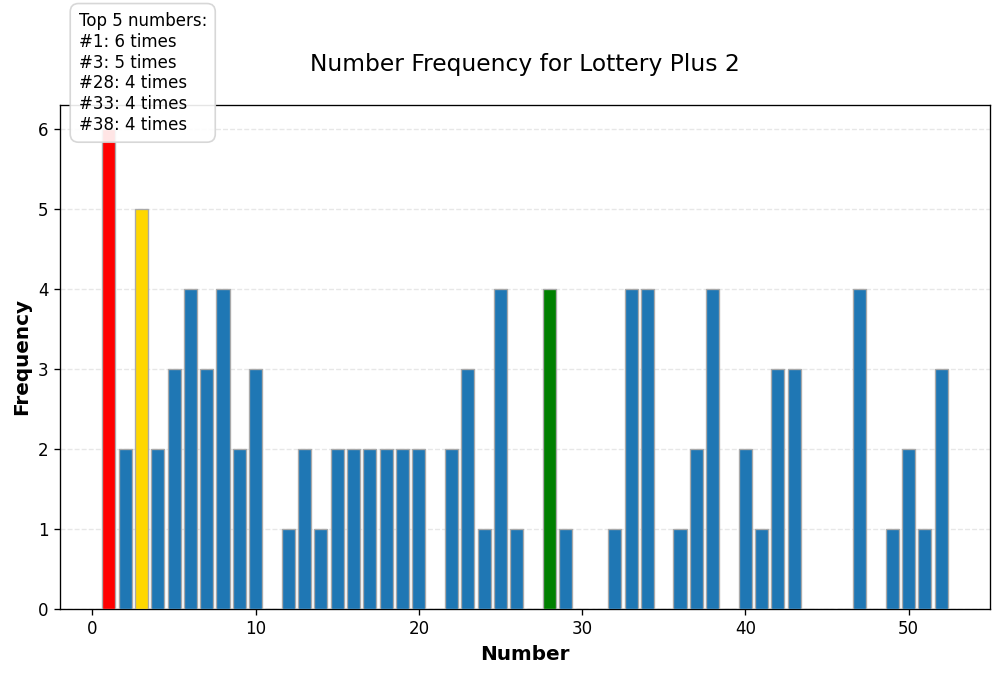 Top 5 numbers:
#1: 6 times
#3: 5 times
#28: 4 times
#33: 4 times
#38: 4 times
Number Frequency for Lottery Plus 2
Frequency
6
5
4
3
2
1
0
0 10 20 30 40 50
Number